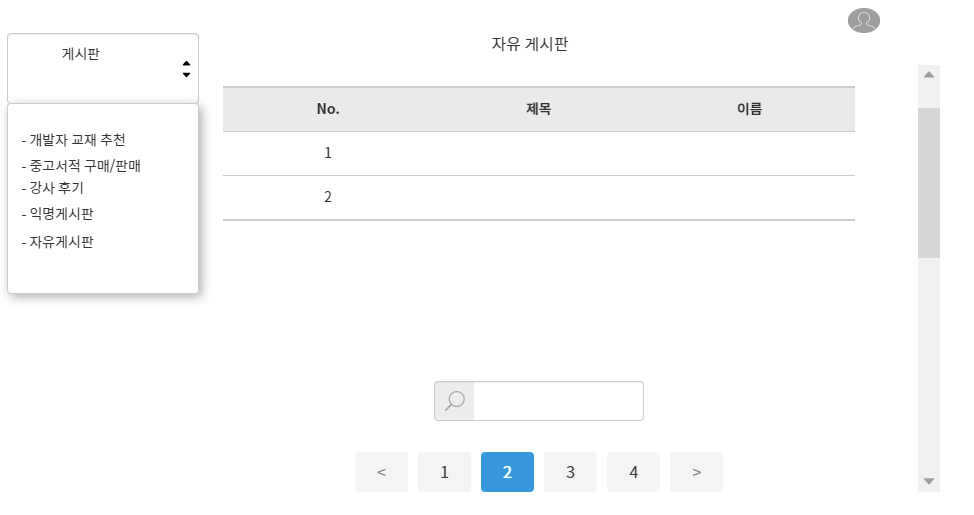 게시판
- 개발자 교재 추천
- 중고서적 구매/판매
- 강사 후기
- 익명게시판
- 자유게시판
자유 게시판
No. 제목 이름
1
2
< 1 2 3 4 >